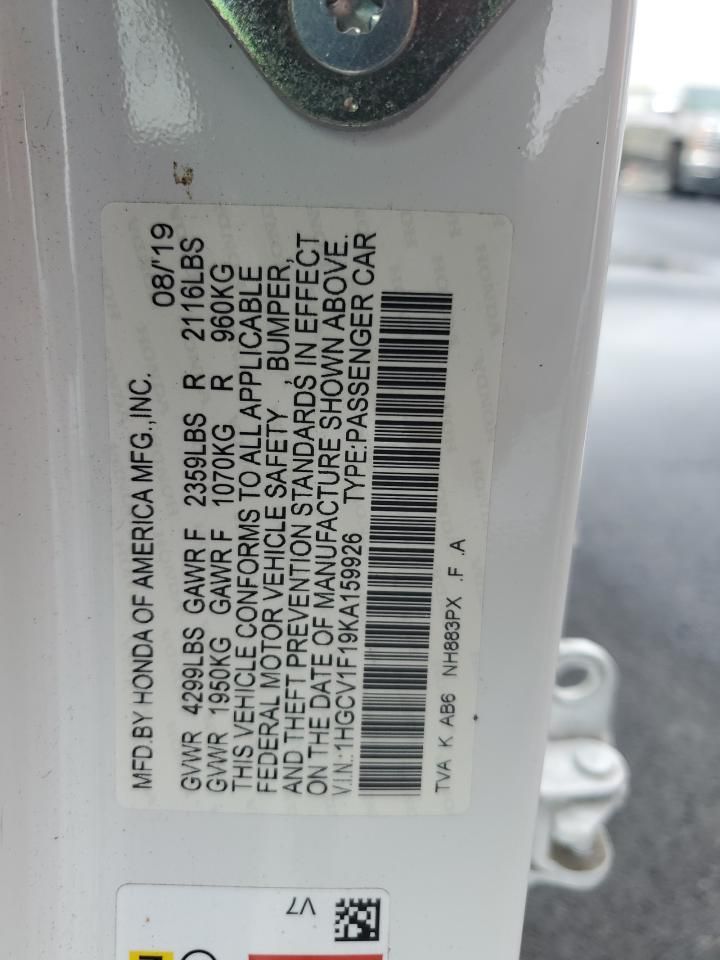 MFD.BY HONDA OF AMERICA MFG.,INC. 08/'19
GVWR 4299LBS GAWR F 2359LBS R 2116LBS
GVWR 1950KG GAWR F 1070KG R 960KG
THIS VEHICLE CONFORMS TO ALL APPLICABLE
FEDERAL MOTOR VEHICLE SAFETY , BUMPER,
AND THEFT PREVENTION STANDARDS IN EFFECT
ON THE DATE OF MANUFACTURE SHOWN ABOVE.
V.I.N.:1HGCV1F19KA159926 TYPE:PASSENGER CAR
TVA K AB6 NH883PX .F .A
V7